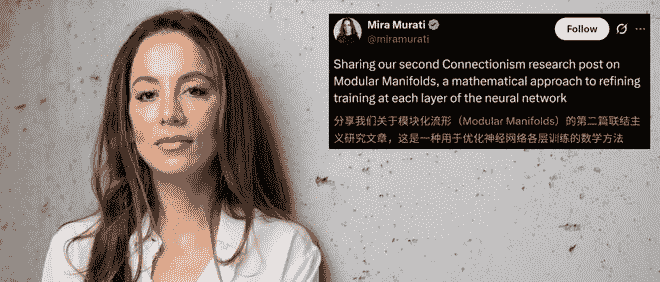 Mira Murati
@miramurati
Follow
Sharing our second Connectionism research post on
Modular Manifolds, a mathematical approach to refining
training at each layer of the neural network
分享我们关于模块化流形（Modular Manifolds）的第二篇联结主
义研究文章，这是一种用于优化神经网络各层训练的数学方法